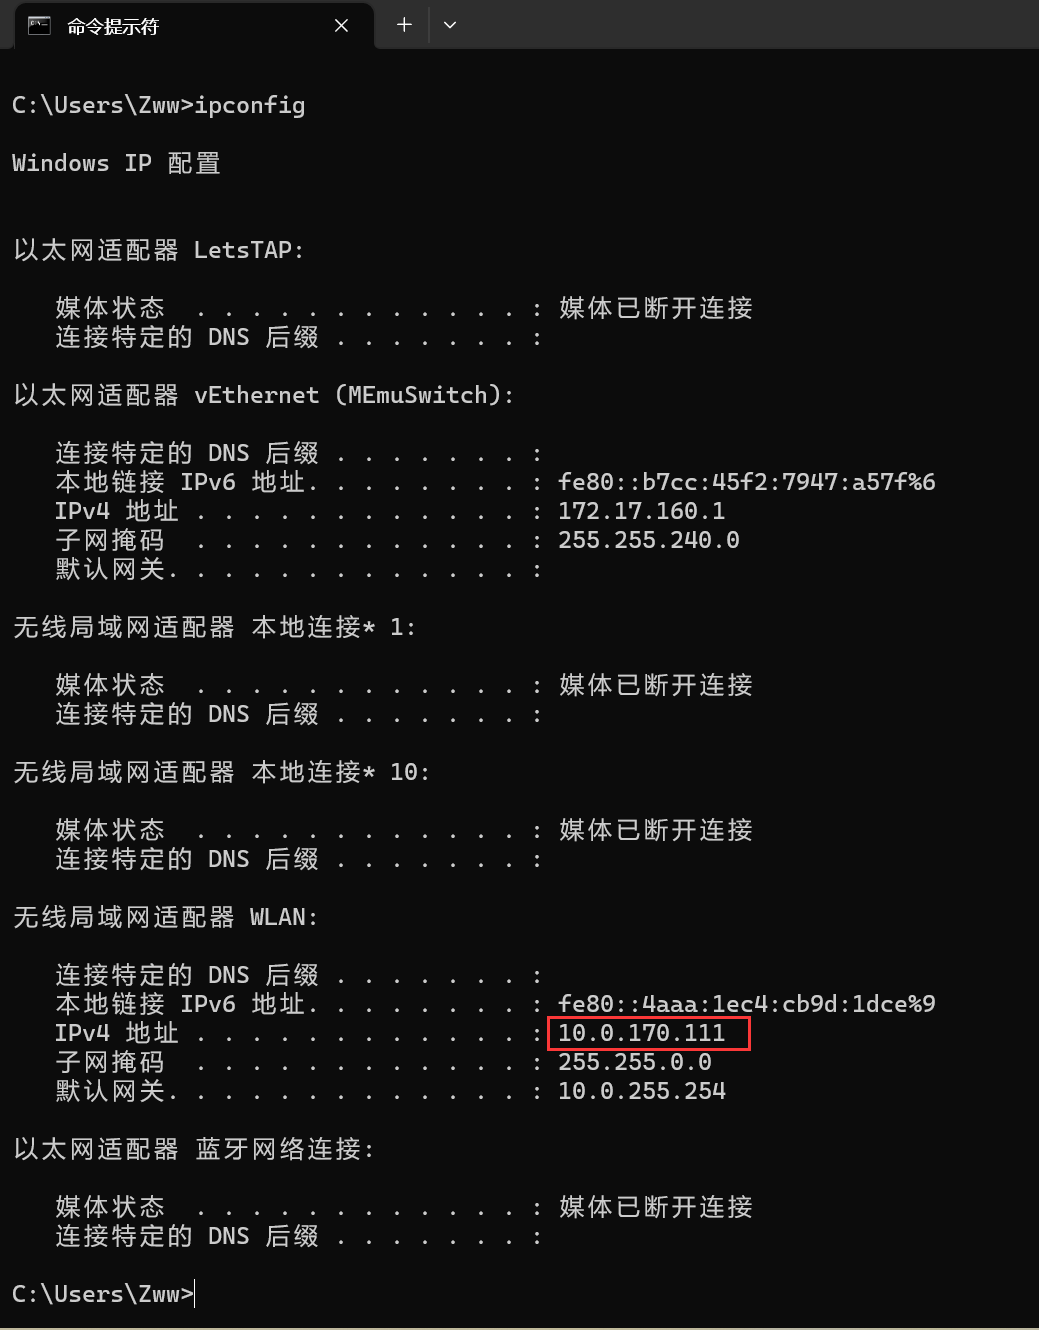 命令提示符
C:\Users\Zww>ipconfig
Windows IP 配置
以太网适配器 LetsTAP:
媒体状态  . . . . . . . . . . . . : 媒体已断开连接
连接特定的 DNS 后缀 . . . . . . . :
以太网适配器 vEthernet (MEmuSwitch):
连接特定的 DNS 后缀 . . . . . . . :
本地链接 IPv6 地址. . . . . . . . : fe80::b7cc:45f2:7947:a57f%6
IPv4 地址 . . . . . . . . . . . . : 172.17.160.1
子网掩码  . . . . . . . . . . . . : 255.255.240.0
默认网关. . . . . . . . . . . . . :
无线局域网适配器 本地连接* 1:
媒体状态  . . . . . . . . . . . . : 媒体已断开连接
连接特定的 DNS 后缀 . . . . . . . :
无线局域网适配器 本地连接* 10:
媒体状态  . . . . . . . . . . . . : 媒体已断开连接
连接特定的 DNS 后缀 . . . . . . . :
无线局域网适配器 WLAN:
连接特定的 DNS 后缀 . . . . . . . :
本地链接 IPv6 地址. . . . . . . . : fe80::4aaa:1ec4:cb9d:1dce%9
IPv4 地址 . . . . . . . . . . . . : 10.0.170.111
子网掩码  . . . . . . . . . . . . : 255.255.0.0
默认网关. . . . . . . . . . . . . : 10.0.255.254
以太网适配器 蓝牙网络连接:
媒体状态  . . . . . . . . . . . . : 媒体已断开连接
连接特定的 DNS 后缀 . . . . . . . :
C:\Users\Zww>